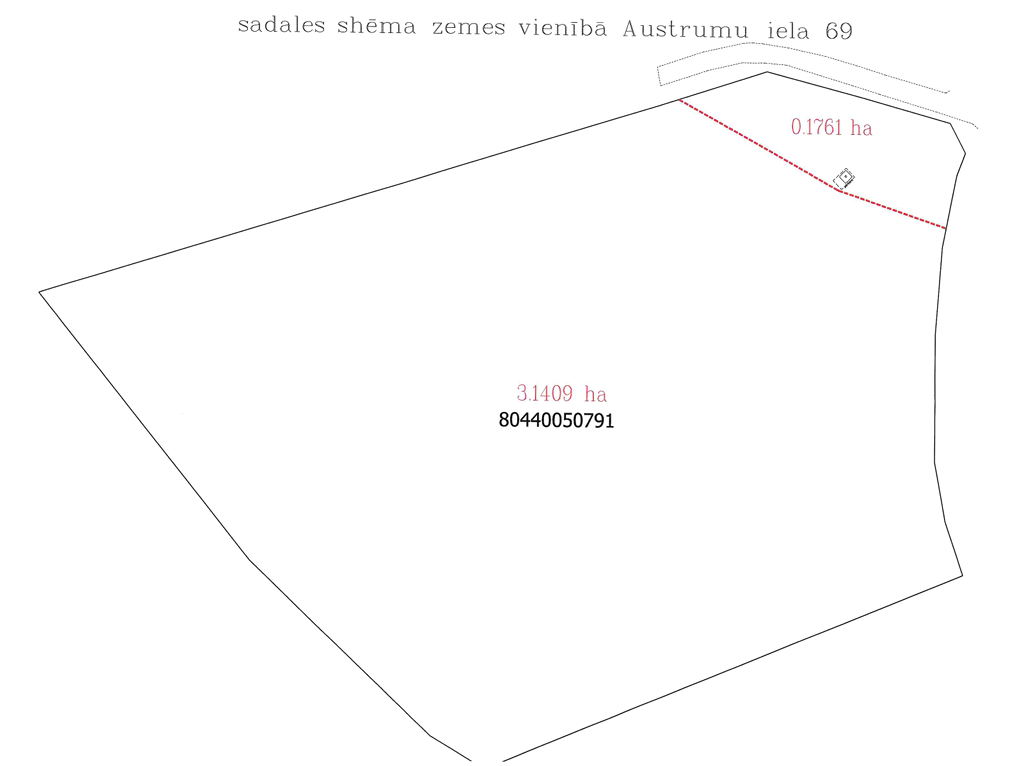 sadales shēma zemes vienībā Austrumu iela 69
0.1761 ha
3.1409 ha
80440050791